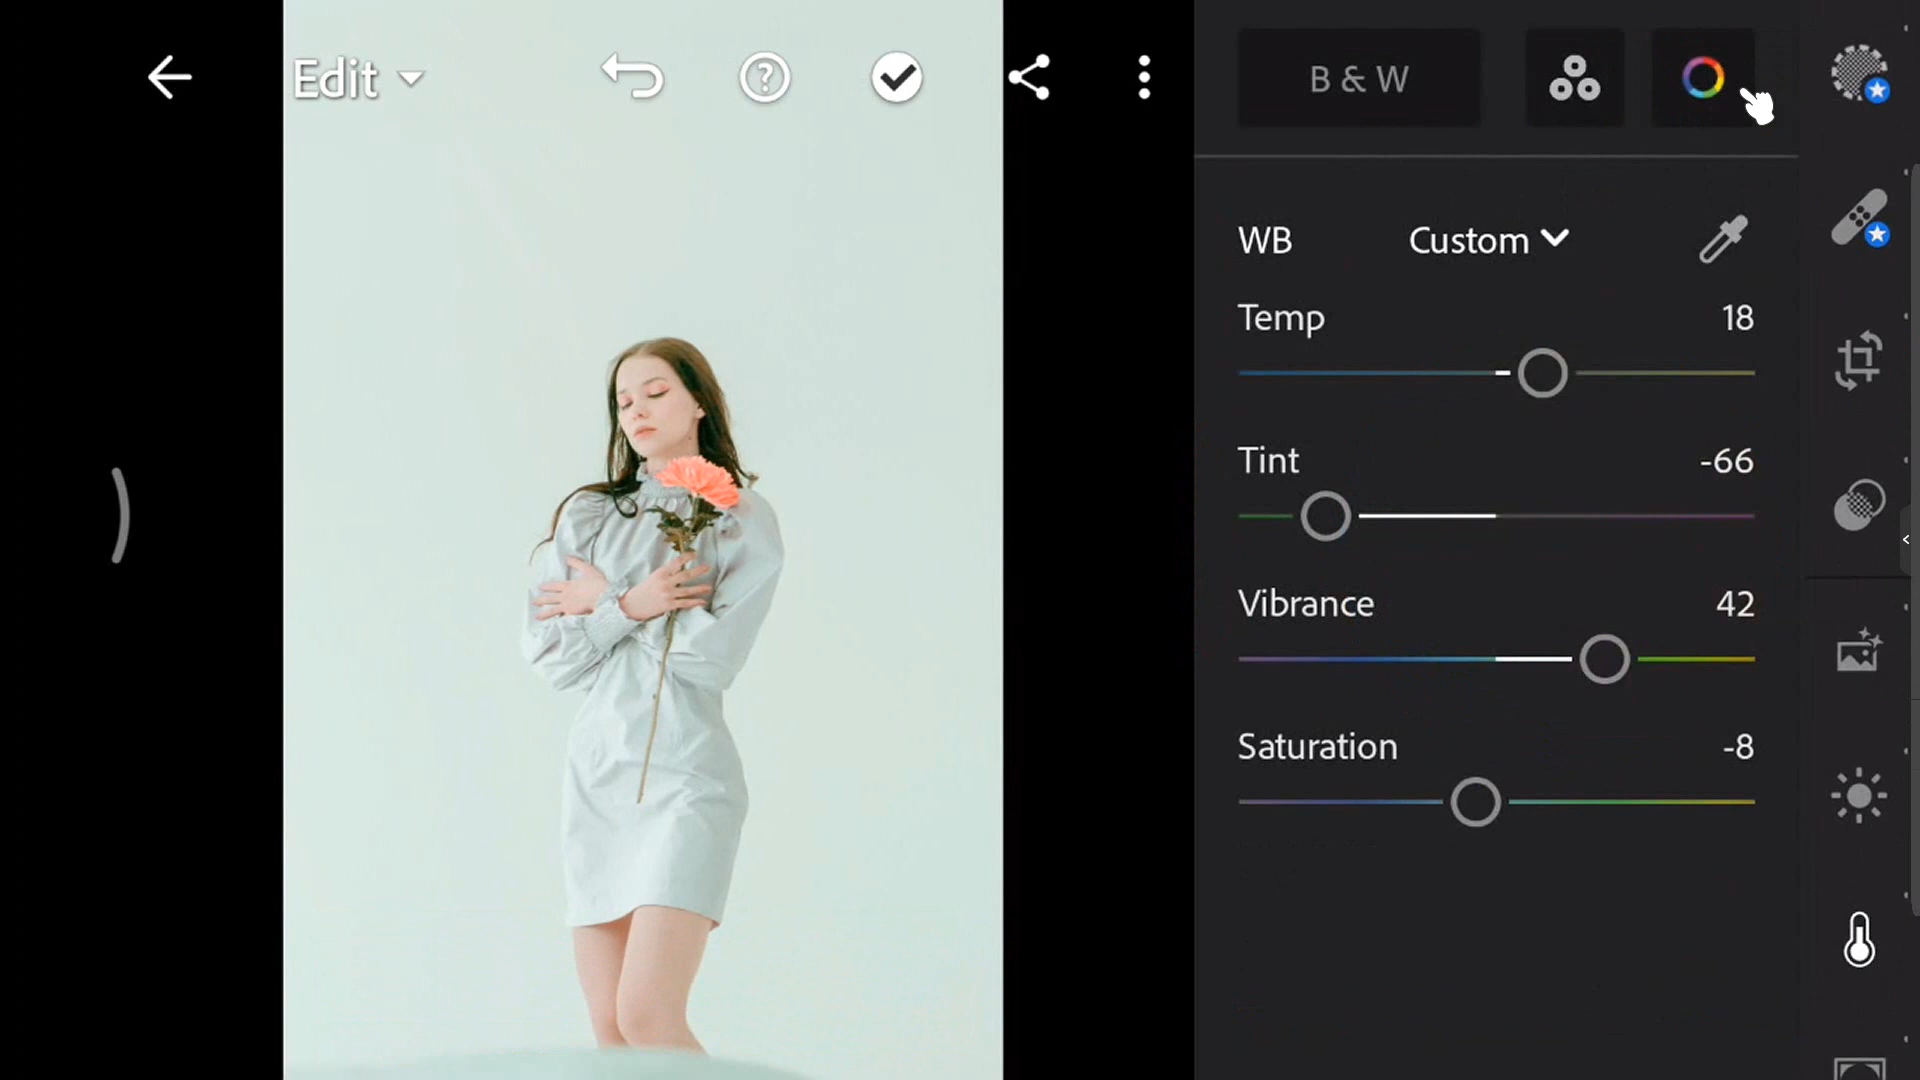 Edit
B & W
WB Custom
Temp 18
Tint -66
Vibrance 42
Saturation -8